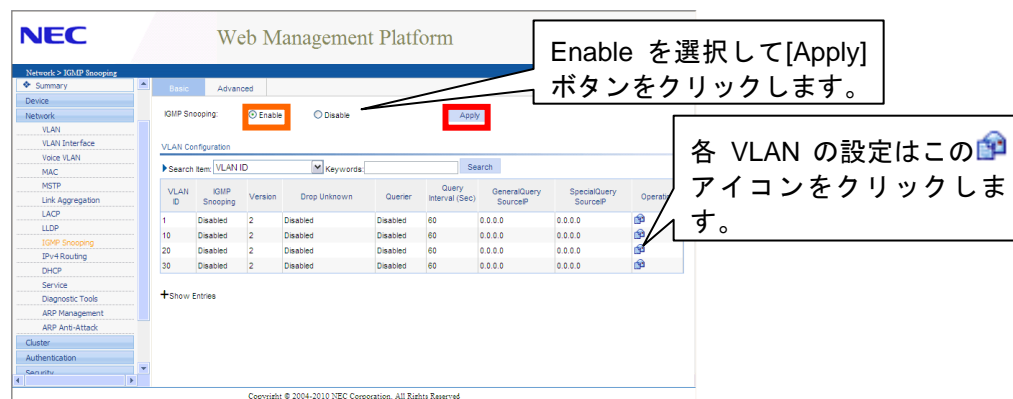 NEC
Web Management Platform
Enable を選択して[Apply]
ボタンをクリックします。
Network > IGMP Snooping
Summary
Device
Network
VLAN
VLAN Interface
Voice VLAN
MAC
MSTP
Link Aggregation
LACP
LLDP
IGMP Snooping
IPv4 Routing
DHCP
Service
Diagnostic Tools
ARP Management
ARP Anti-Attack
Cluster
Authentication
Security
Basic Advanced
IGMP Snooping: Enable Disable Apply
VLAN Configuration
Search Item: VLAN ID Keywords: Search
VLAN ID IGMP Snooping Version Drop Unknown Querier Query Interval (Sec) GeneralQuery SourceIP SpecialQuery SourceIP Operati
1 Disabled 2 Disabled Disabled 60 0.0.0.0 0.0.0.0
10 Disabled 2 Disabled Disabled 60 0.0.0.0 0.0.0.0
20 Disabled 2 Disabled Disabled 60 0.0.0.0 0.0.0.0
30 Disabled 2 Disabled Disabled 60 0.0.0.0 0.0.0.0
+Show Entries
各 VLAN の設定はこの
アイコンをクリックしま
す。
Copyright © 2004-2010 NEC Corporation. All Rights Reserved